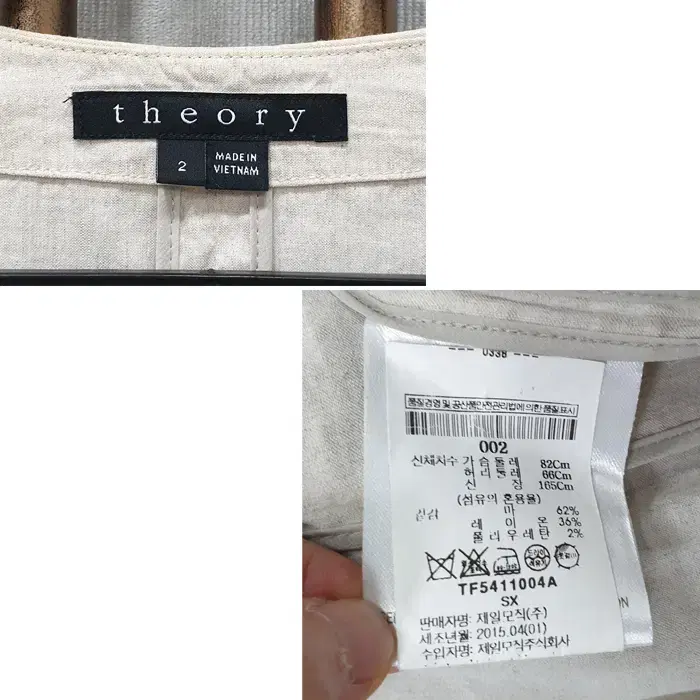 theory
2
MADE IN
VIETNAM
0338
품질경영 및 공산품안전관리법에 의한 품질표시
002
신체치수 가슴둘레 82Cm
허리둘레 66Cm
신 장 165Cm
(섬유의 혼용율)
겉감 마 62%
레 이 온 36%
폴리우레탄 2%
TF5411004A
SX
판매자명: 제일모직(주)
제조년월: 2015.04(01)
수입자명: 제일모직주식회사
ON